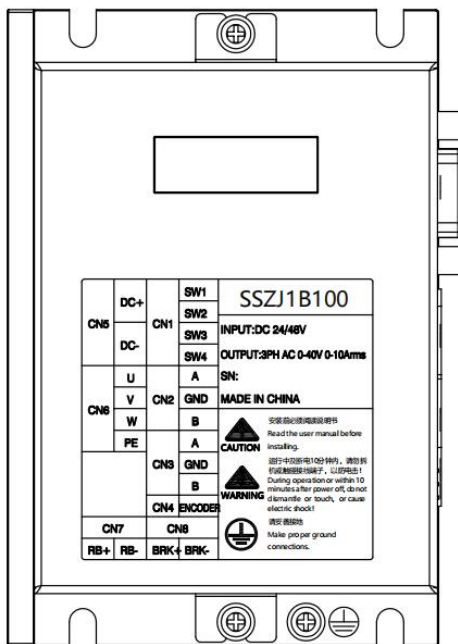 CN5
DC+
DC-
CN1
SW1
SW2
SW3
SW4
CN6
U
V
W
PE
CN2
A
GND
B
CN3
A
GND
B
CN4
ENCODER
CN7
CN8
RB+
RB-
BRK+
BRK-
SSZJ1B100
INPUT:DC 24/48V
OUTPUT:3PH AC 0-40V 0-10Arms
SN:
MADE IN CHINA
CAUTION
安装前必须阅读说明书
Read the user manual before
installing.
WARNING
运行中及断电10分钟内，请勿拆
机或触摸接线端子，以防电击！
During operation or within 10
minutes after power off, do not
dismantle or touch, or cause
electric shock!
请妥善接地
Make proper ground
connections.